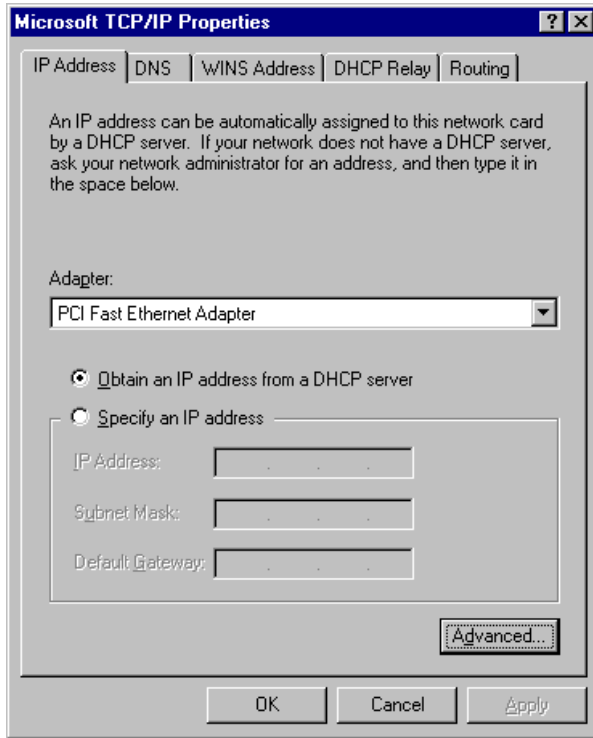 Microsoft TCP/IP Properties
IP Address DNS WINS Address DHCP Relay Routing
An IP address can be automatically assigned to this network card
by a DHCP server. If your network does not have a DHCP server,
ask your network administrator for an address, and then type it in
the space below.
Adapter:
PCI Fast Ethernet Adapter
Obtain an IP address from a DHCP server
Specify an IP address
IP Address:
Subnet Mask:
Default Gateway:
Advanced...
OK Cancel Apply